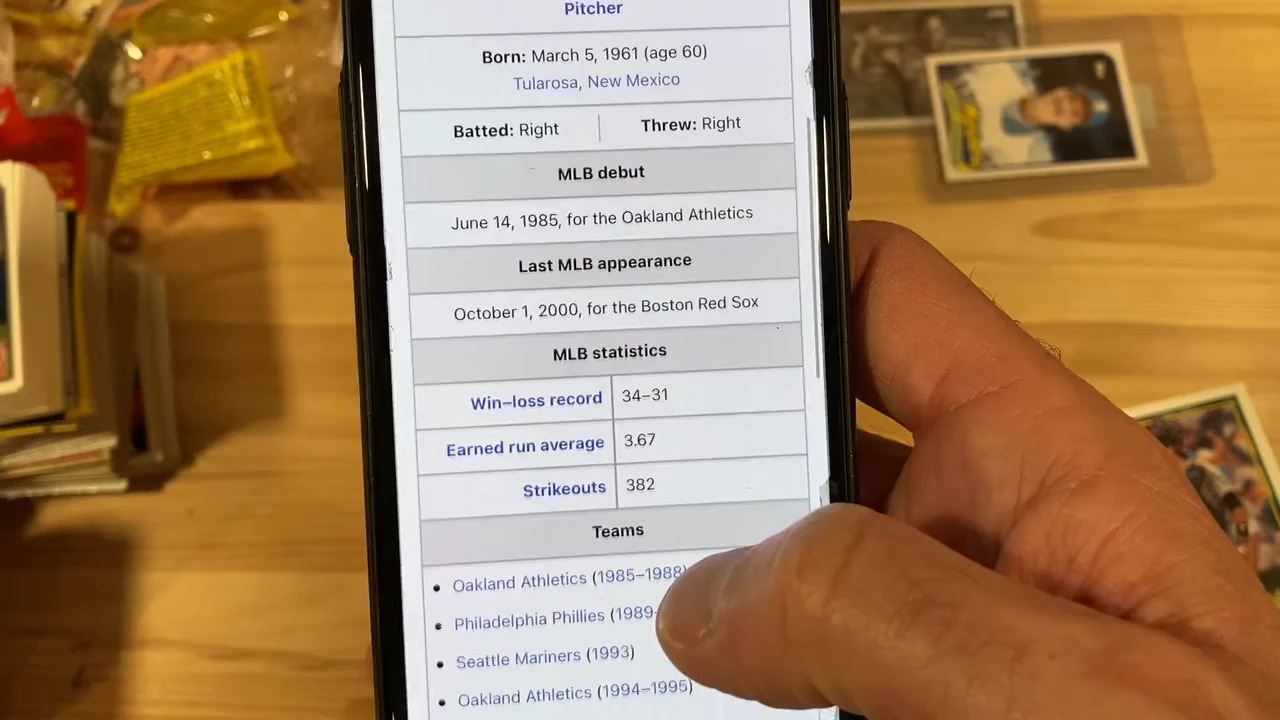 Pitcher
Born: March 5, 1961 (age 60)
Tularosa, New Mexico
Batted: Right Threw: Right
MLB debut
June 14, 1985, for the Oakland Athletics
Last MLB appearance
October 1, 2000, for the Boston Red Sox
MLB statistics
Win–loss record 34–31
Earned run average 3.67
Strikeouts 382
Teams
• Oakland Athletics (1985–1988)
• Philadelphia Phillies (1989-
• Seattle Mariners (1993)
• Oakland Athletics (1994–1995)